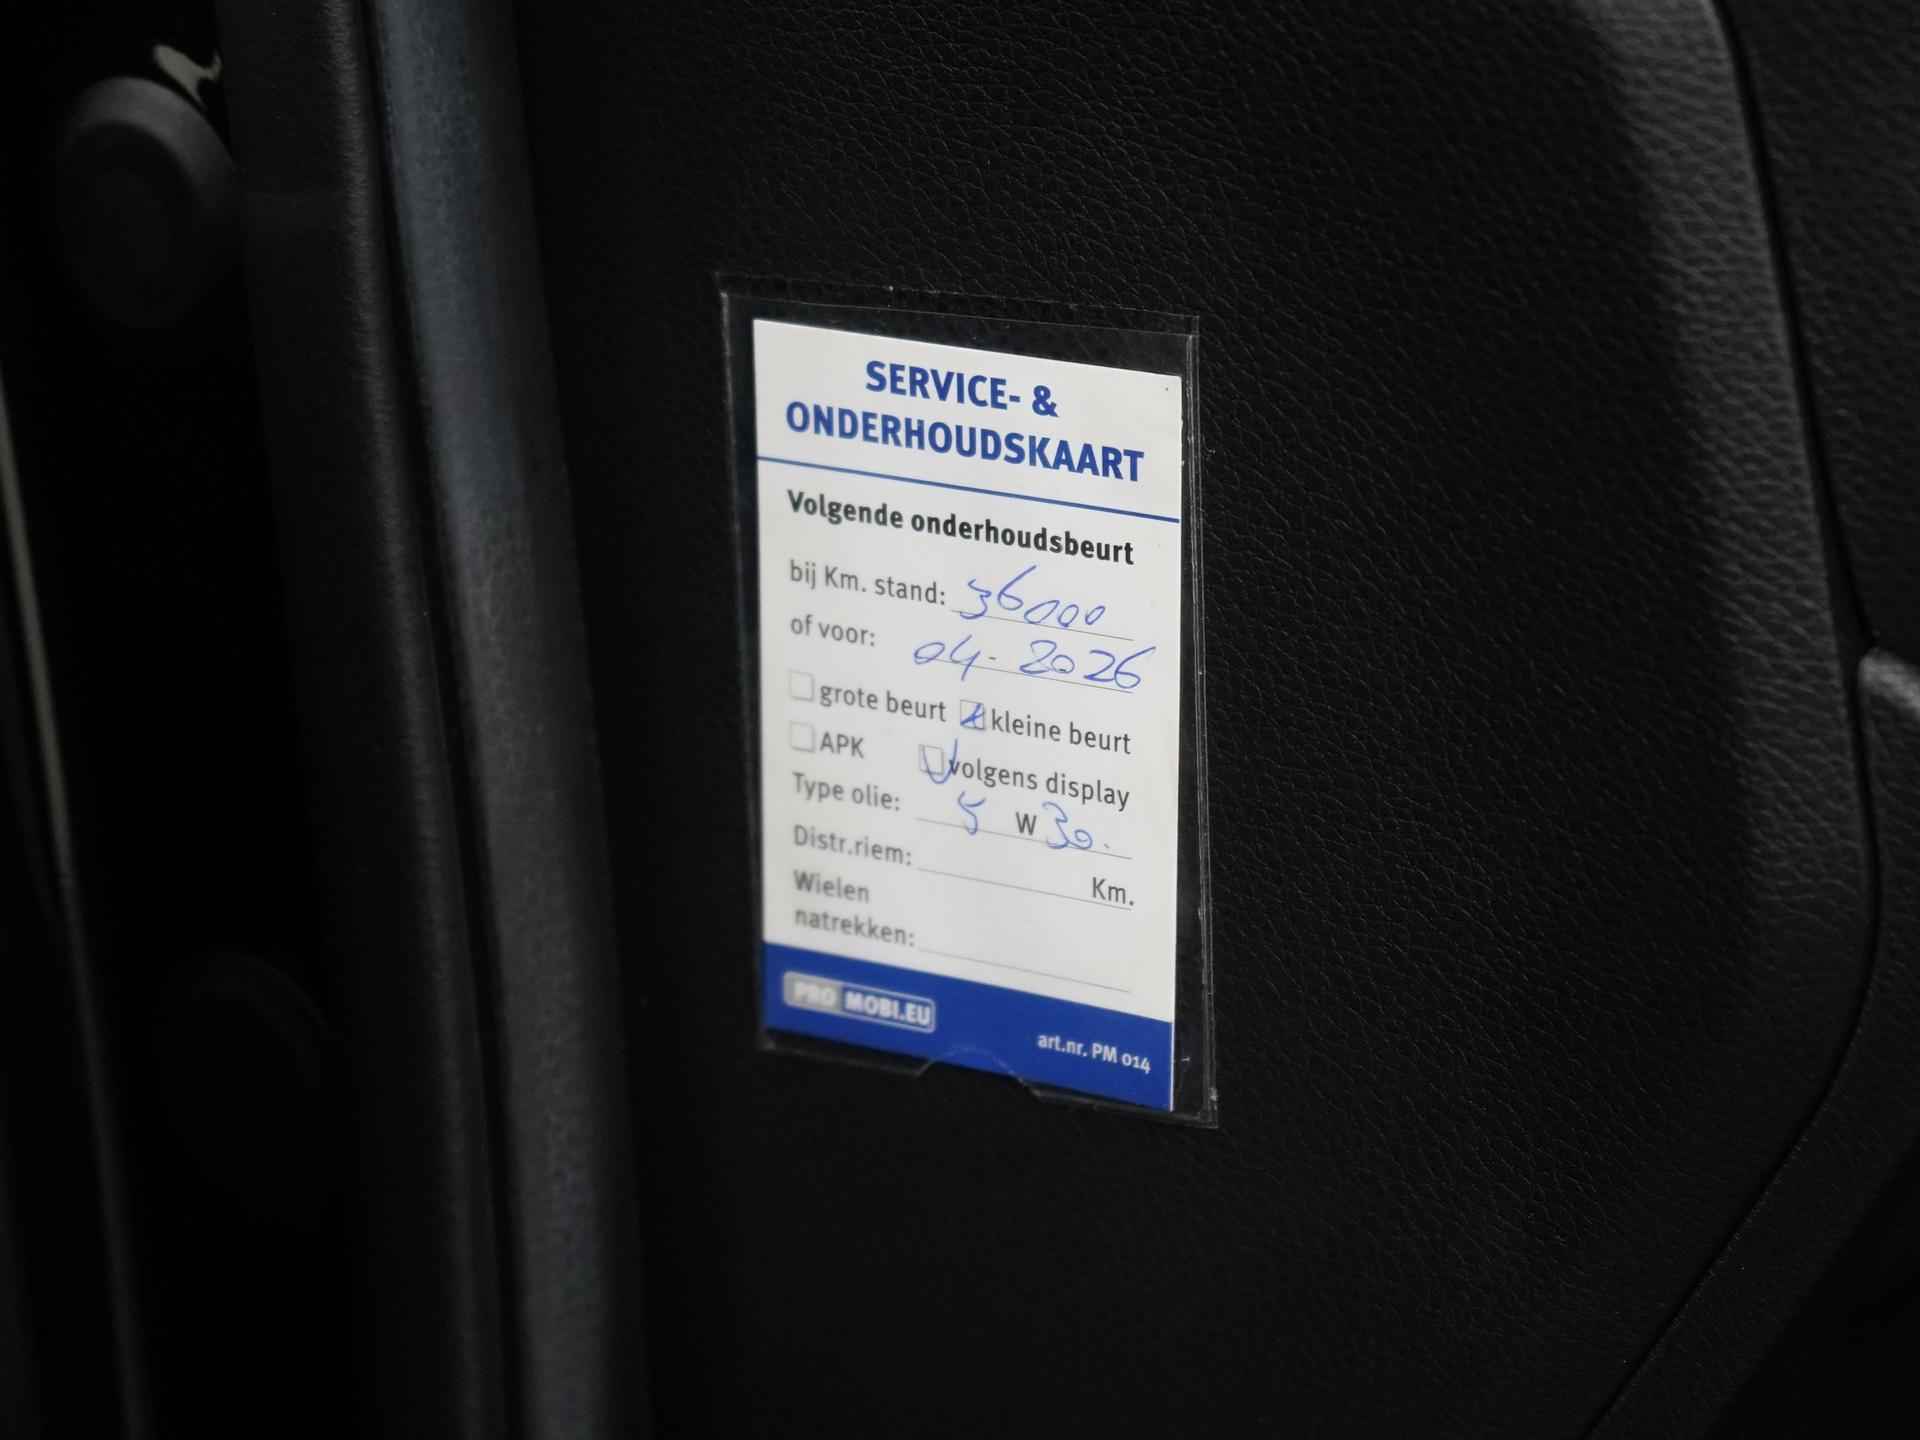 SERVICE- &
ONDERHOUDSKAART
Volgende onderhoudsbeurt
bij Km. stand: 36000
of voor: 04-2026
grote beurt kleine beurt
APK volgens display
Type olie: 5 W 30.
Distr.riem: Km.
Wielen
natrekken:
PRO MOBI.EU
art.nr. PM 014